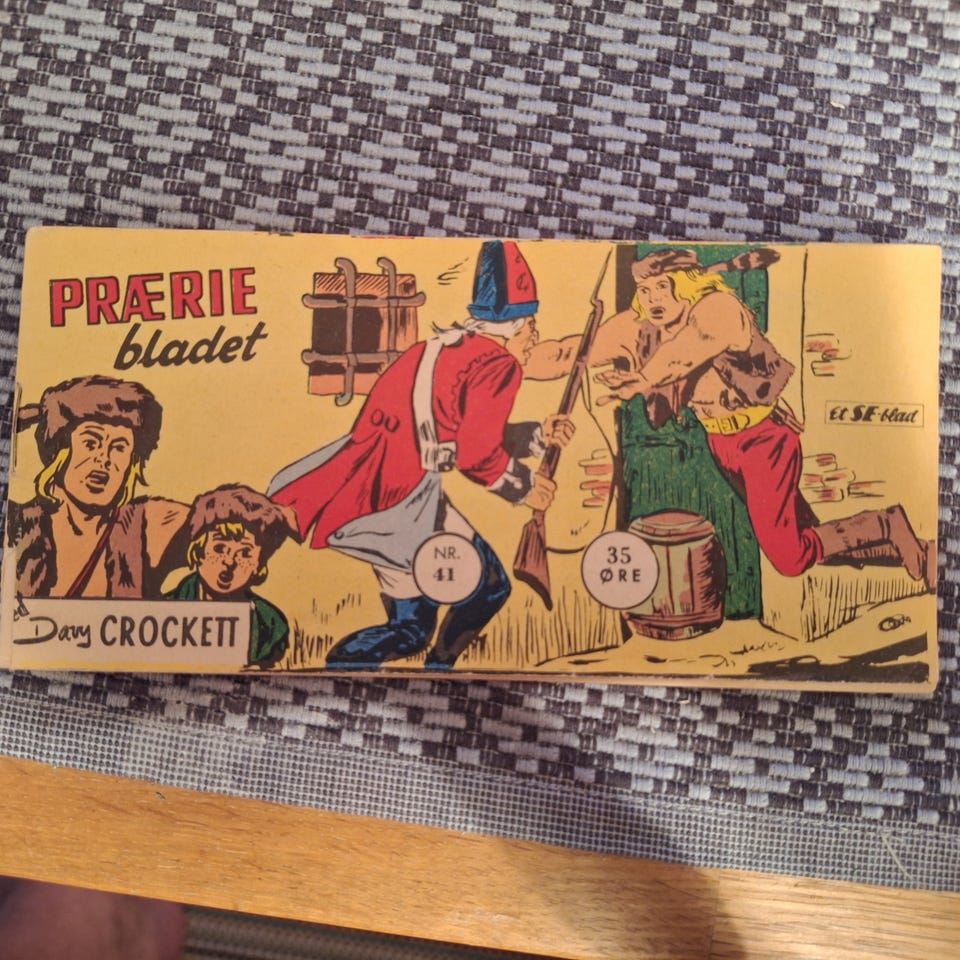 PRÆRIE
bladet
Et SE-blad
NR.
41
35
ØRE
Davy CROCKETT